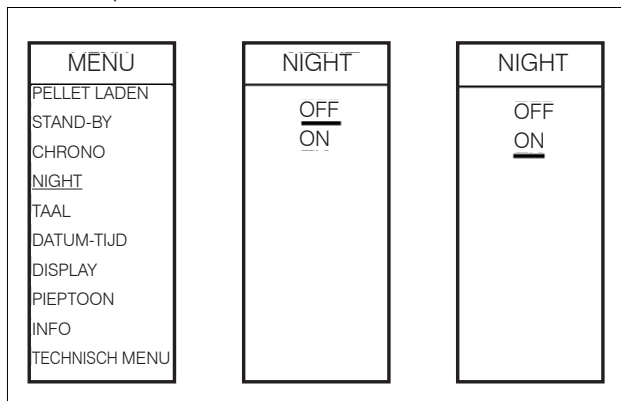 MENU
PELLET LADEN
STAND-BY
CHRONO
NIGHT
TAAL
DATUM-TIJD
DISPLAY
PIEPTOON
INFO
TECHNISCH MENU
NIGHT
OFF
ON
NIGHT
OFF
ON